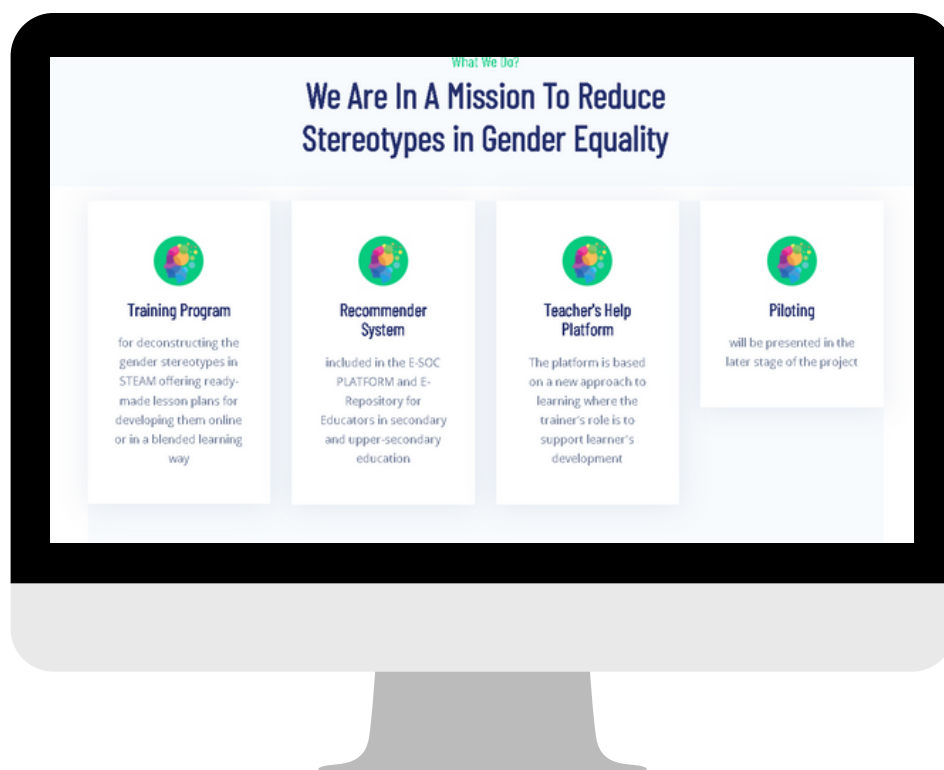 What We Do?
We Are In A Mission To Reduce
Stereotypes in Gender Equality
Training Program
for deconstructing the
gender stereotypes in
STEAM offering ready-
made lesson plans for
developing them online
or in a blended learning
way
Recommender
System
included in the E-SOC
PLATFORM and E-
Repository for
Educators in secondary
and upper-secondary
education
Teacher's Help
Platform
The platform is based
on a new approach to
learning where the
trainer's role is to
support learner's
development
Piloting
will be presented in the
later stage of the project